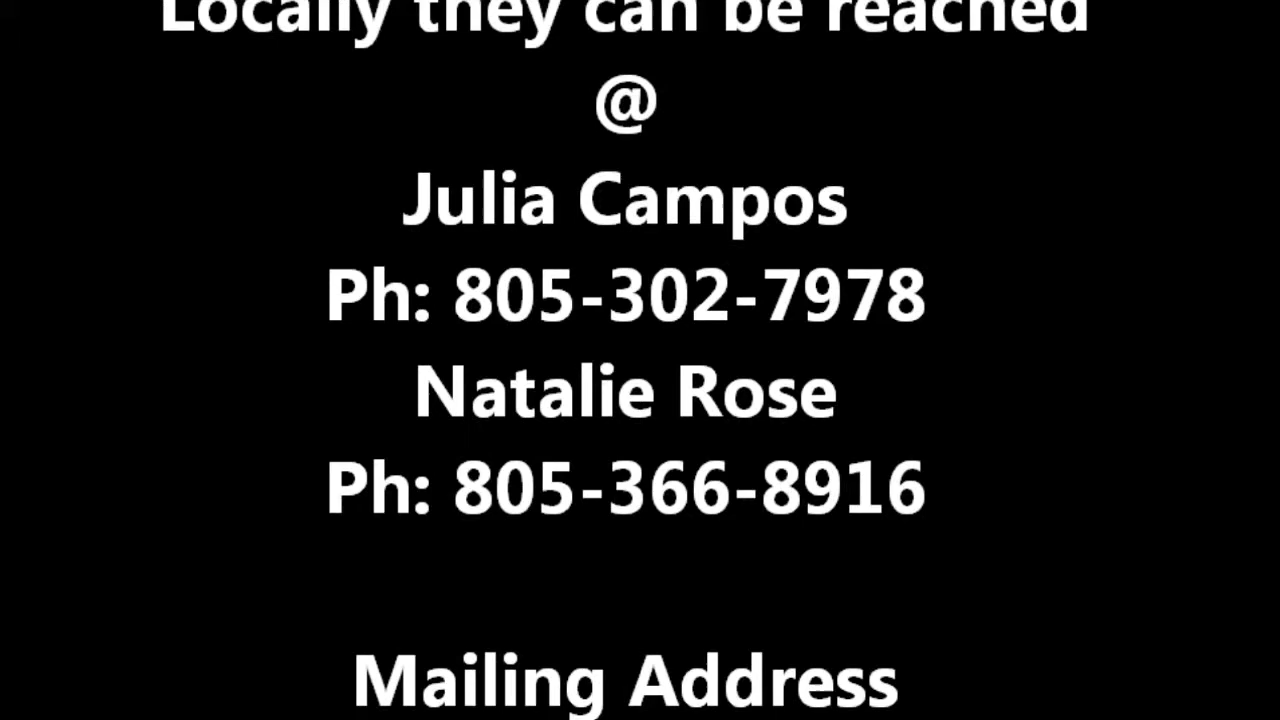 Locally they can be reached
@
Julia Campos
Ph: 805-302-7978
Natalie Rose
Ph: 805-366-8916
Mailing Address